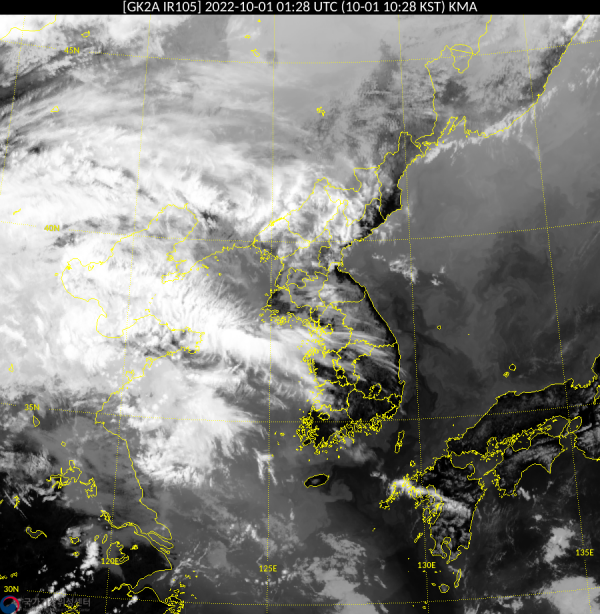 [GK2A IR105] 2022-10-01 01:28 UTC (10-01 10:28 KST) KMA
45N
40N
35N
135E
130E
120E
125E
30N